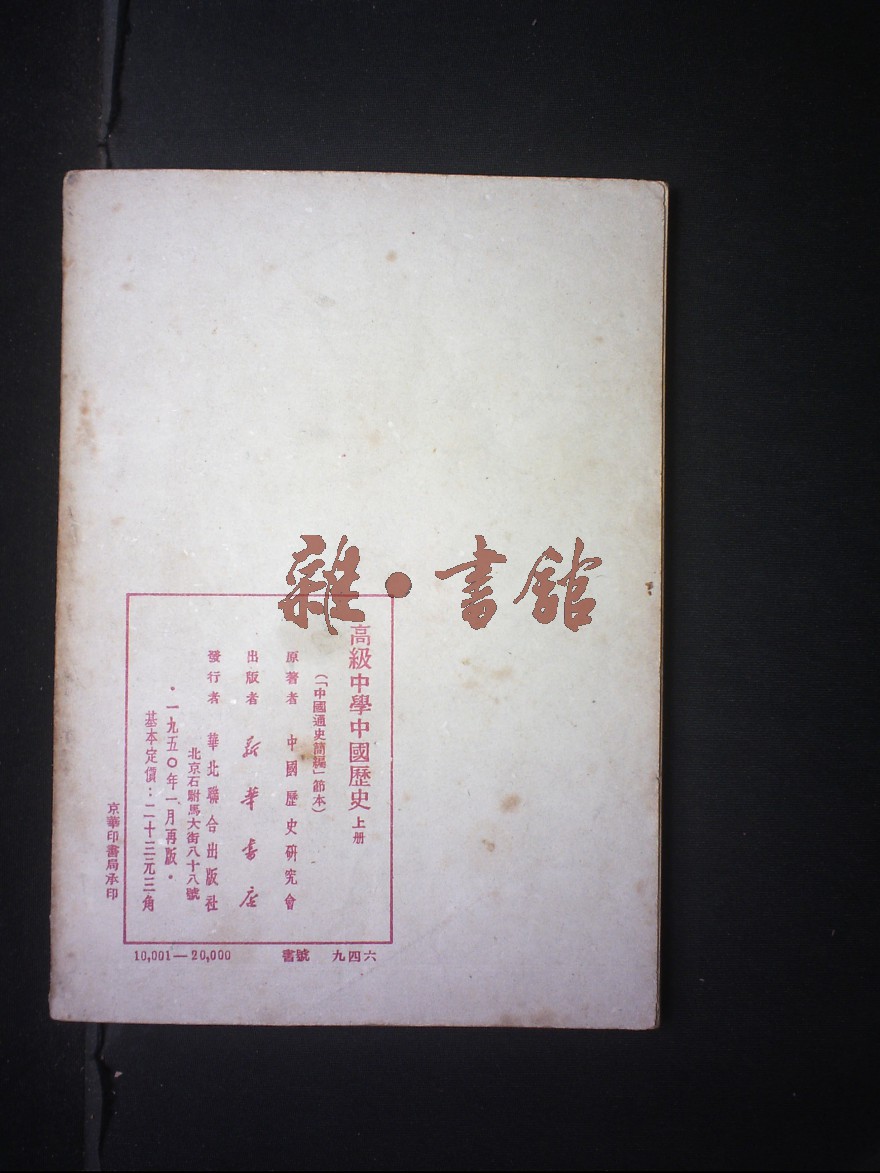 雜·書館
高級中學中國歷史 上册
(「中國通史簡編」節本)
原著者 中國歷史研究會
出版者 新華書店
發行者 華北聯合出版社
北京石駙馬大街八十八號
·一九五〇年一月再版·
基本定價：二十三元三角
京華印書局承印
10,001—20,000
書號 九四六